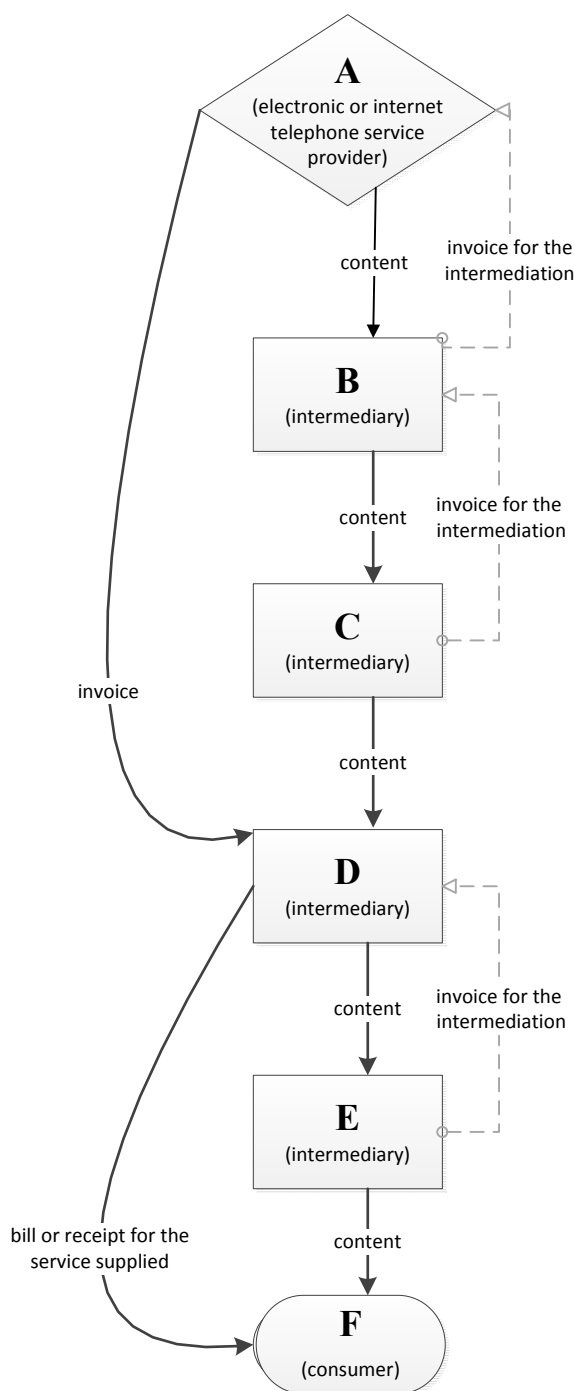 A
(electronic or internet
telephone service
provider)
content
invoice for the
intermediation
B
(intermediary)
content
invoice for the
intermediation
C
(intermediary)
invoice
content
D
(intermediary)
content
invoice for the
intermediation
E
(intermediary)
bill or receipt for the
service supplied
content
F
(consumer)